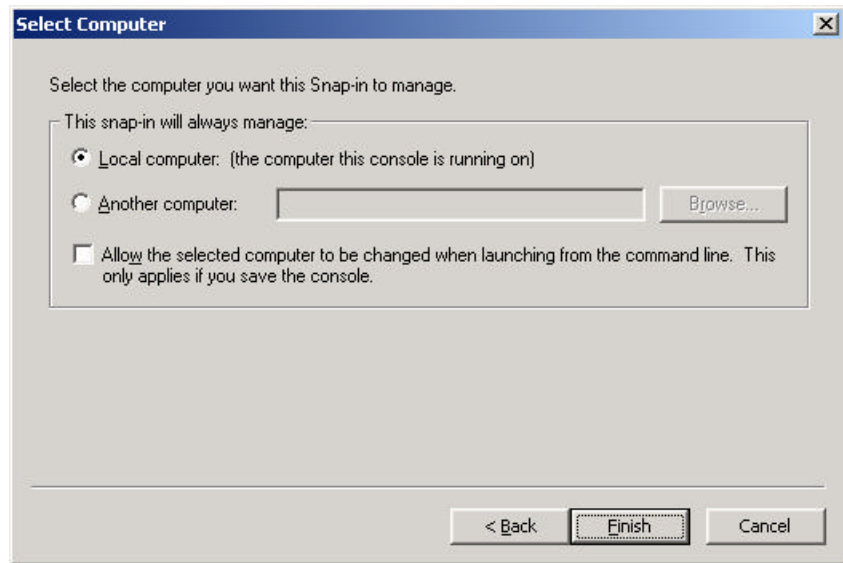 Select Computer
Select the computer you want this Snap-in to manage.
This snap-in will always manage:
Local computer: (the computer this console is running on)
Another computer:
Browse...
Allow the selected computer to be changed when launching from the command line. This
only applies if you save the console.
< Back
Finish
Cancel